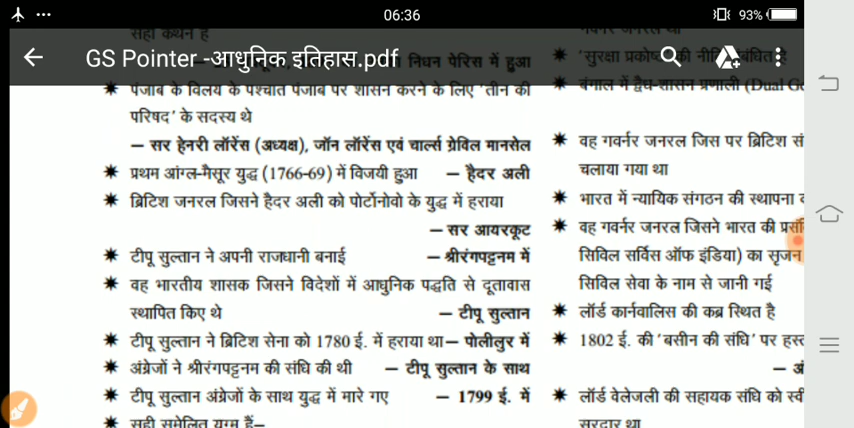 06:36
93%
सही कथन है
GS Pointer -आधुनिक इतिहास.pdf
निधन पेरिस में हुआ
पंजाब के विलय के पश्चात पंजाब पर शासन करने के लिए 'तीन की
परिषद' के सदस्य थे
– सर हेनरी लॉरेंस (अध्यक्ष), जॉन लॉरेंस एवं चार्ल्स ग्रेविल मानसेल
* प्रथम आंग्ल-मैसूर युद्ध (1766-69) में विजयी हुआ – हैदर अली
* ब्रिटिश जनरल जिसने हैदर अली को पोर्टोनोवो के युद्ध में हराया
– सर आयरकूट
* टीपू सुल्तान ने अपनी राजधानी बनाई – श्रीरंगपट्टनम में
* वह भारतीय शासक जिसने विदेशों में आधुनिक पद्धति से दूतावास
स्थापित किए थे – टीपू सुल्तान
* टीपू सुल्तान ने ब्रिटिश सेना को 1780 ई. में हराया था– पोलीलुर में
* अंग्रेजों ने श्रीरंगपट्टनम की संधि की थी – टीपू सुल्तान के साथ
* टीपू सुल्तान अंग्रेजों के साथ युद्ध में मारे गए – 1799 ई. में
* सही सुमेलित युग्म हैं–
* 'सुरक्षा प्रकोष्ठ' की नीति संबंधित है
* बंगाल में द्वैध-शासन प्रणाली (Dual
* वह गवर्नर जनरल जिस पर ब्रिटिश
चलाया गया था
* भारत में न्यायिक संगठन की स्थापना
* वह गवर्नर जनरल जिसने भारत की
सिविल सर्विस ऑफ इंडिया) का सृजन
सिविल सेवा के नाम से जानी गई
* लॉर्ड कार्नवालिस की कब्र स्थित है
* 1802 ई. की 'बसीन की संधि' पर
* लॉर्ड वेलेजली की सहायक संधि को
सरदार था